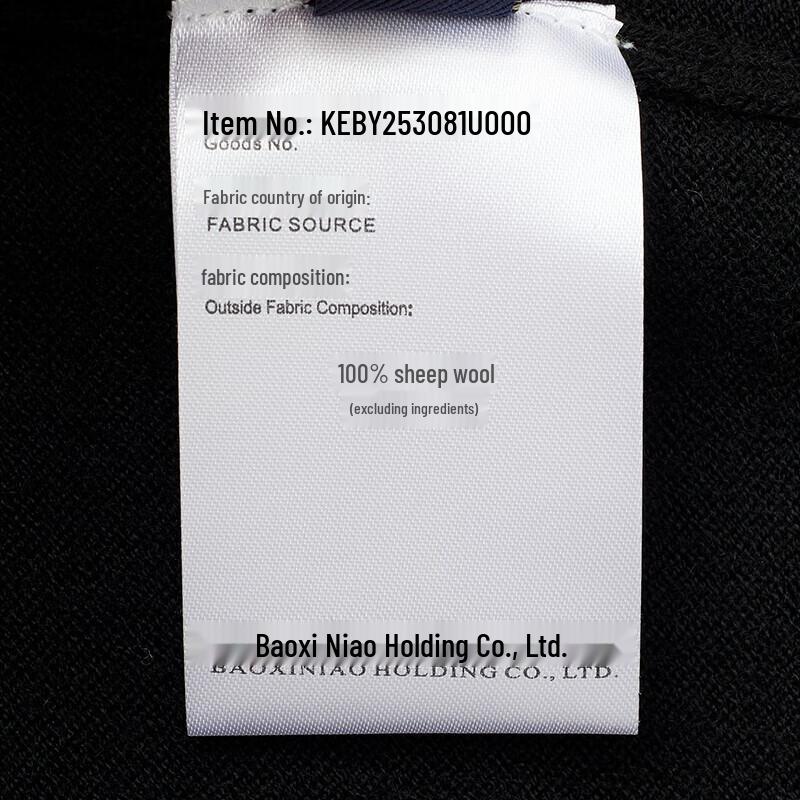 Item No.: KEBY253081U000
Goods No.
Fabric country of origin:
FABRIC SOURCE
fabric composition:
Outside Fabric Composition:
100% sheep wool
(excluding ingredients)
Baoxi Niao Holding Co., Ltd.
BAOXINIAO HOLDING CO., LTD.